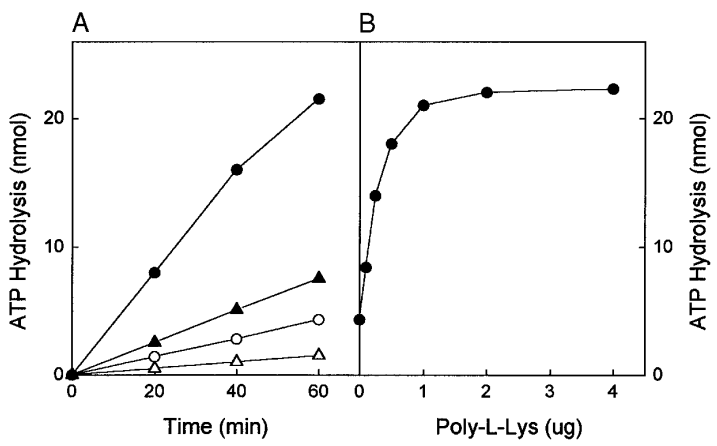 A
B
20
10
0
ATP Hydrolysis (nmol)
0 20 40 60
Time (min)
0 1 2 3 4
Poly-L-Lys (ug)
20
10
0
ATP Hydrolysis (nmol)